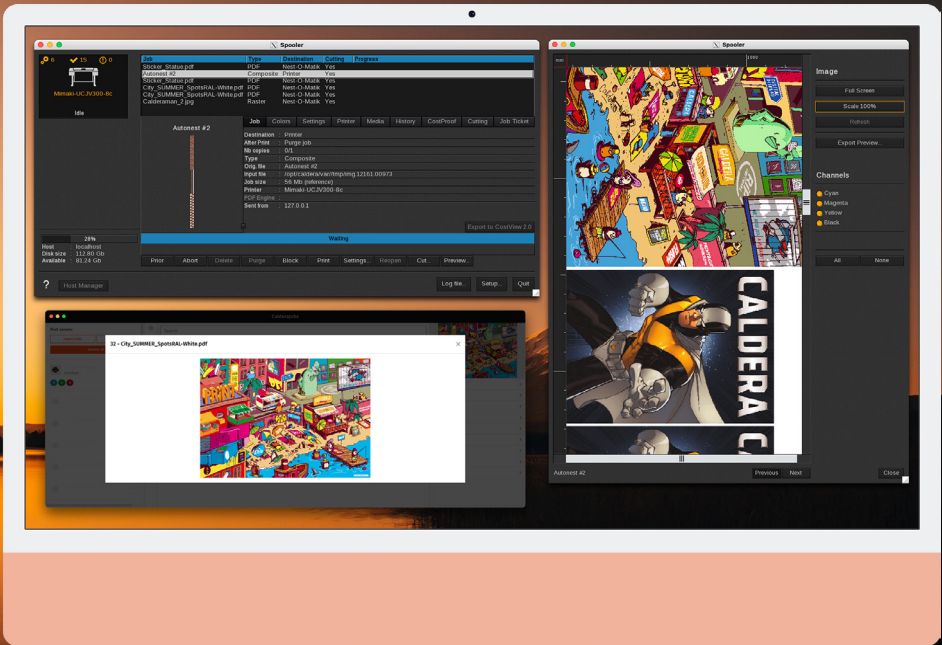 Spooler
6 15 0
Mimaki-UCJV300-8c
Idle
Job Type Destination Cutting Progress
Sticker_Statue.pdf PDF Nest-O-Matik Yes
Autonest #2 Composite Printer Yes
Sticker_Statue.pdf PDF Nest-O-Matik Yes
City_SUMMER_SpotsRAL-White.pdf PDF Nest-O-Matik Yes
City_SUMMER_SpotsRAL-White.pdf PDF Nest-O-Matik Yes
Calderaman_2.jpg Raster Nest-O-Matik Yes
Autonest #2
Job Colors Settings Printer Media History CostProof Cutting Job Ticket
Destination : Printer
After Print : Purge job
Nb copies : 0/1
Type : Composite
Orig. file : Autonest #2
Input file : /opt/caldera/var/tmp/img.12161.00973
Job size : 56 Mb (reference)
Printer : Mimaki-UCJV300-8c
PDF Engine :
Sent from : 127.0.0.1
Export to CostView 2.0
28%
Waiting
Host : localhost
Disk size : 112.80 Gb
Available : 81.24 Gb
Prior Abort Delete Purge Block Print Settings... Reopen Cut... Preview...
? Host Manager
Log file... Setup... Quit
Spooler
mm
1000
Image
Full Screen
Scale 100%
Refresh
Export Preview...
Channels
Cyan
Magenta
Yellow
Black
All None
CALDERA
CALDERA
Autonest #2
Previous Next
Close
32 - City_SUMMER_SpotsRAL-White.pdf